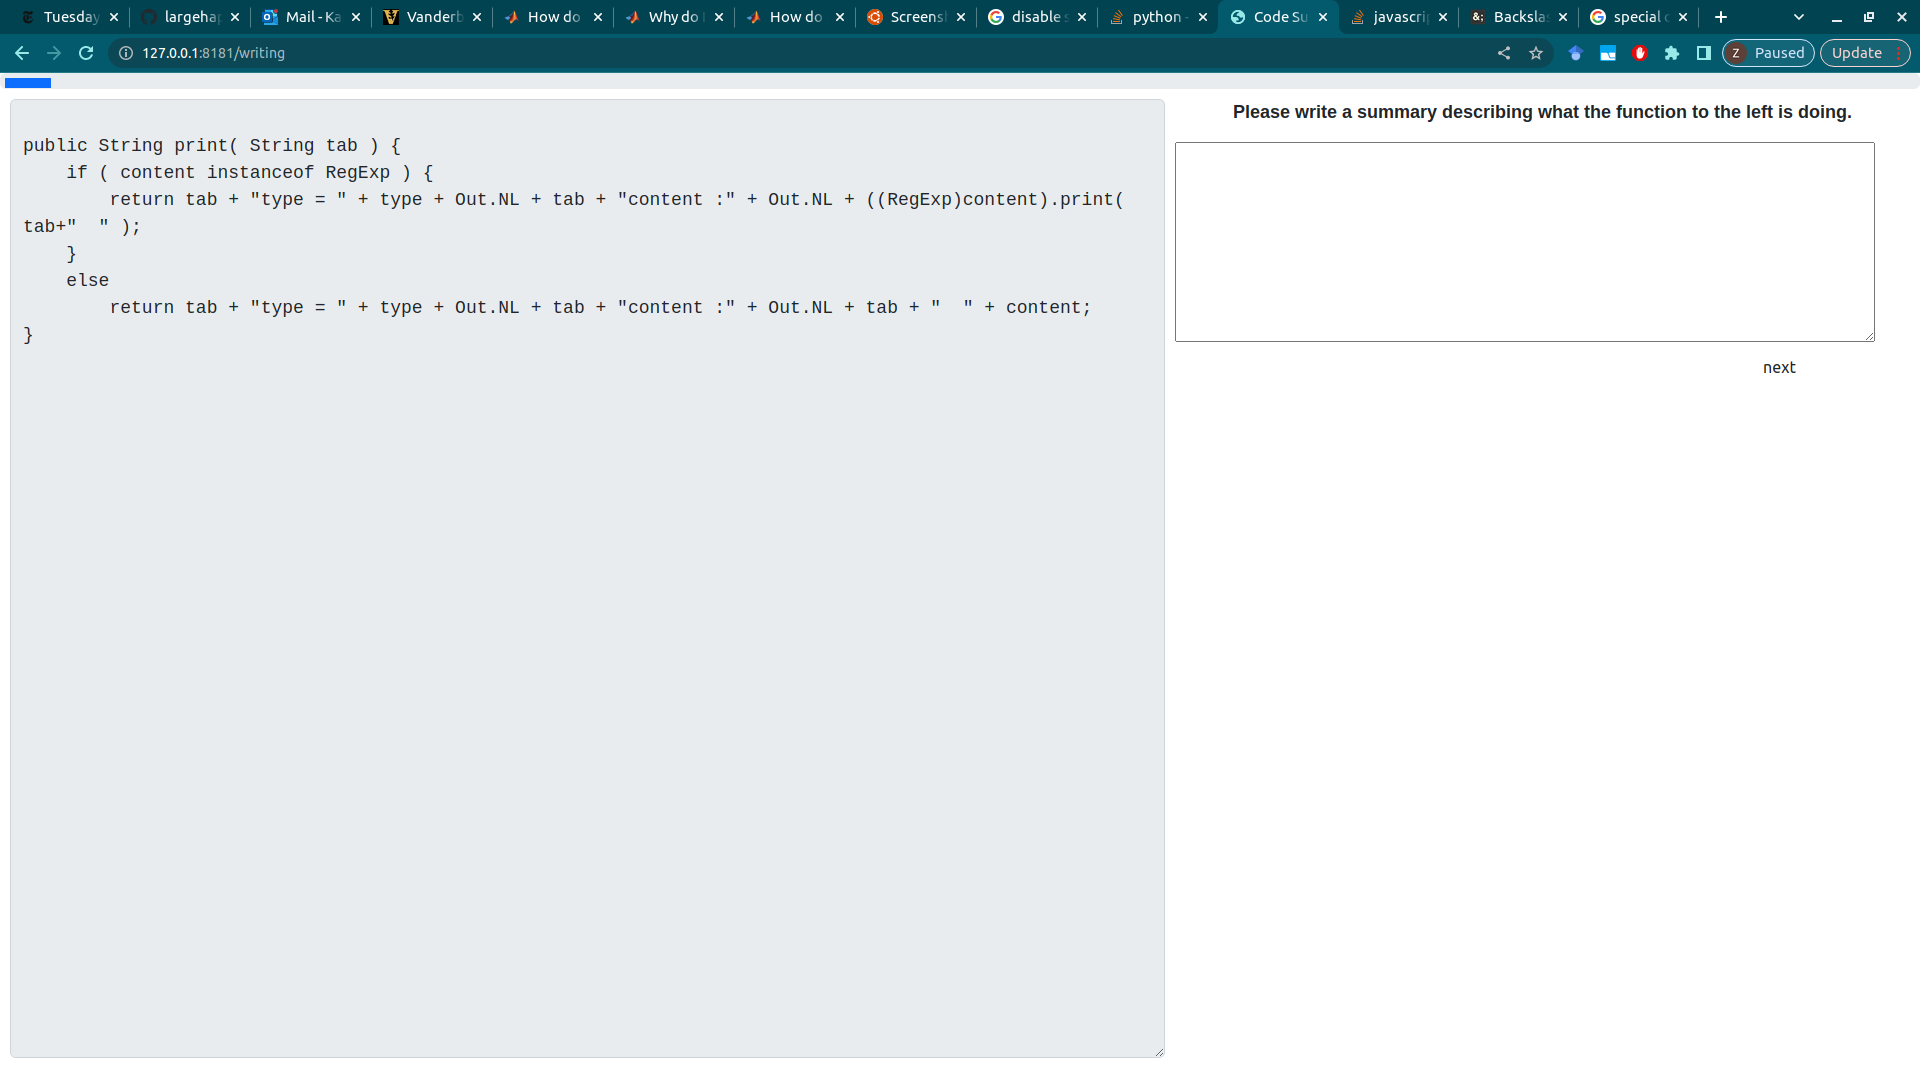 Tuesday largehap Mail - Ka Vanderb How do Why do How do Screens disable s python - Code Su javascrip Backslas special c
127.0.0.1:8181/writing Z Paused Update
Please write a summary describing what the function to the left is doing.
public String print( String tab ) {
    if ( content instanceof RegExp ) {
        return tab + "type = " + type + Out.NL + tab + "content :" + Out.NL + ((RegExp)content).print(
tab+"  " );
    }
    else
        return tab + "type = " + type + Out.NL + tab + "content :" + Out.NL + tab + "  " + content;
}
next